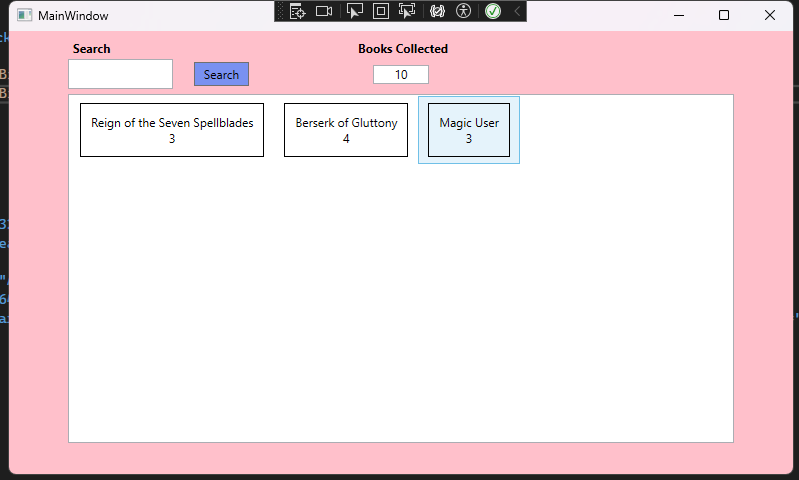 MainWindow
Search
Books Collected
Search
10
Reign of the Seven Spellblades
3
Berserk of Gluttony
4
Magic User
3